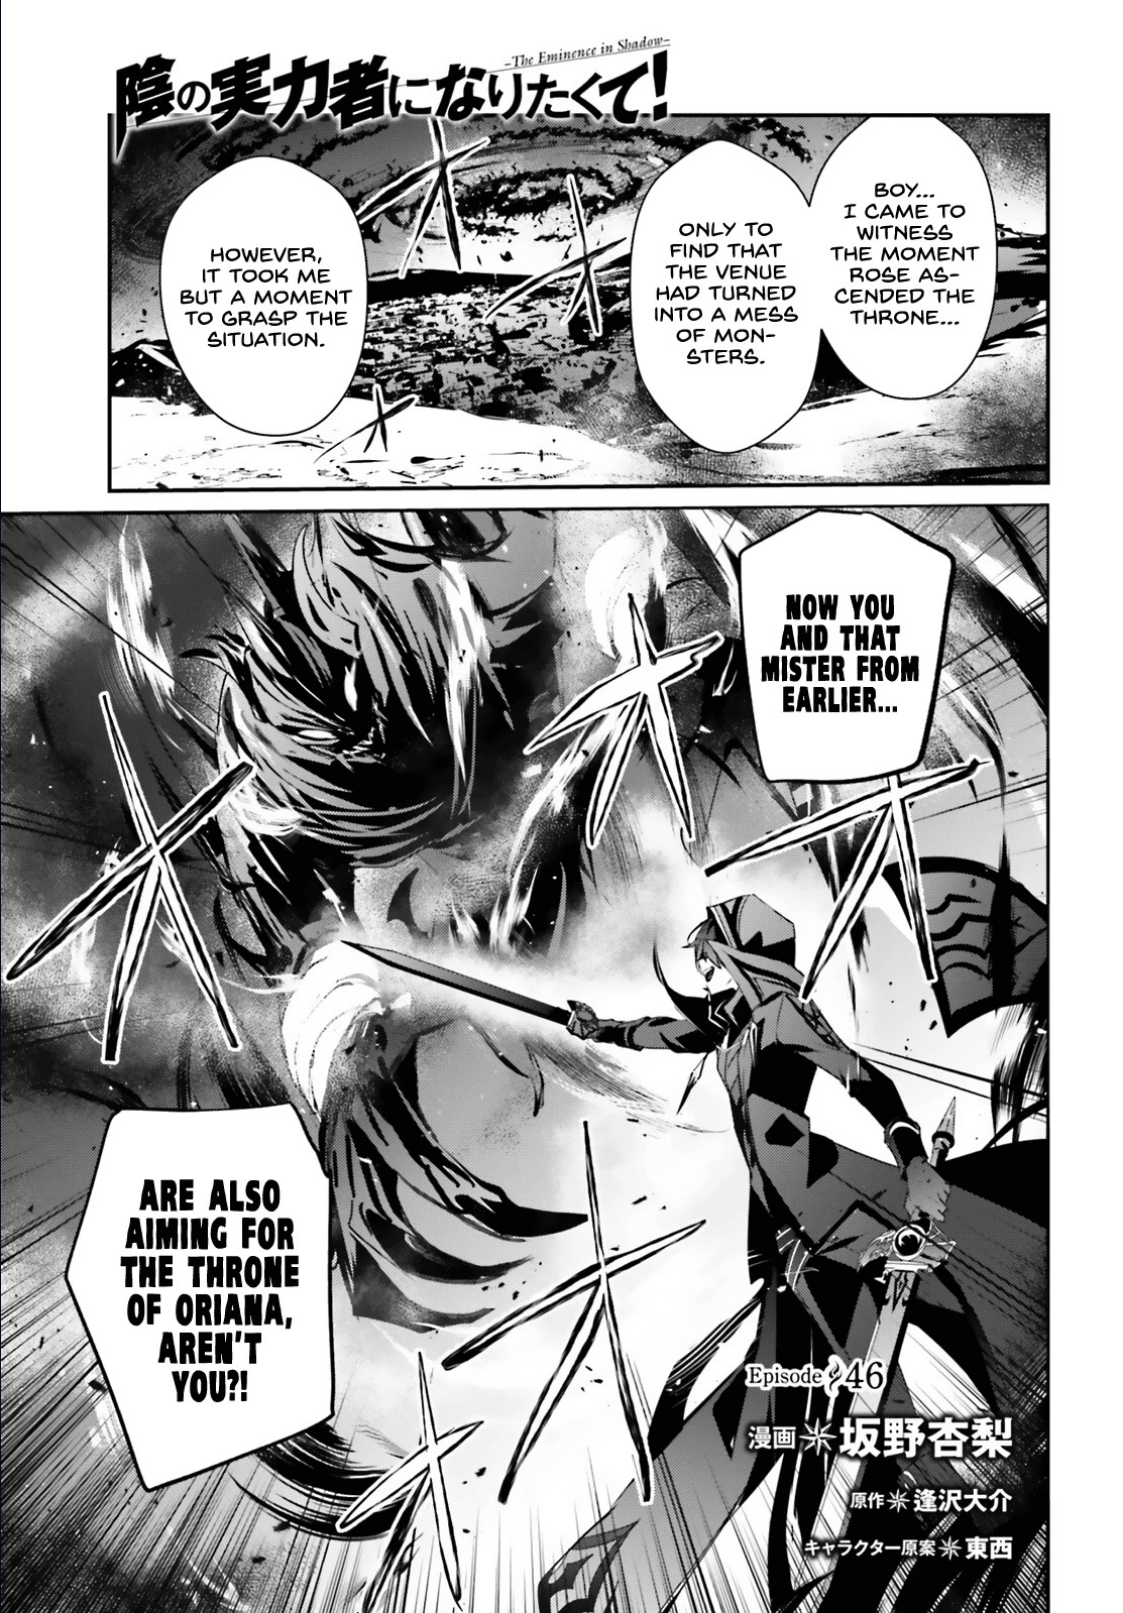 –The Eminence in Shadow–
陰の実力者になりたくて！
BOY...
I CAME TO
WITNESS
THE MOMENT
ROSE AS-
CENDED THE
THRONE...
ONLY TO
FIND THAT
THE VENUE
HAD TURNED
INTO A MESS
OF MON-
STERS.
HOWEVER,
IT TOOK ME
BUT A MOMENT
TO GRASP THE
SITUATION.
NOW YOU
AND THAT
MISTER FROM
EARLIER...
ARE ALSO
AIMING FOR
THE THRONE
OF ORIANA,
AREN'T
YOU?!
Episode 46
漫画＊坂野杏梨
原作＊逢沢大介
キャラクター原案＊東西